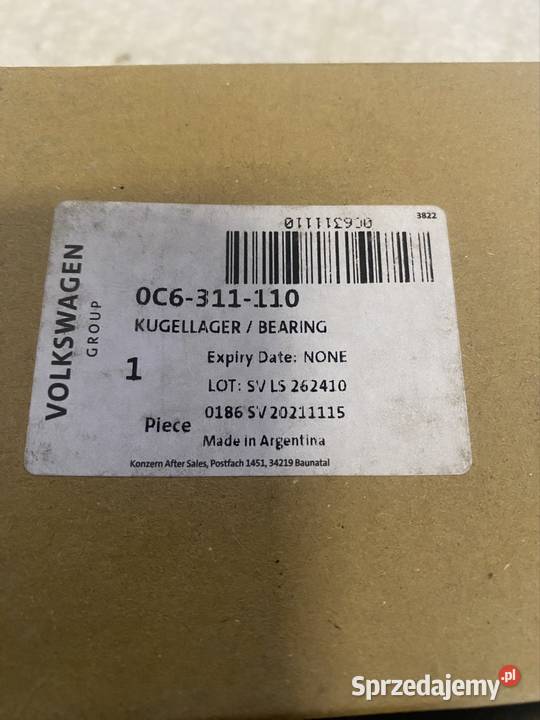 VOLKSWAGEN
GROUP
3822
0C6311110
0C6-311-110
KUGELLAGER / BEARING
Expiry Date: NONE
1
LOT: SV LS 262410
0186 SV 20211115
Piece
Made in Argentina
Konzern After Sales, Postfach 1451, 34219 Baunatal
Sprzedajemy.pl